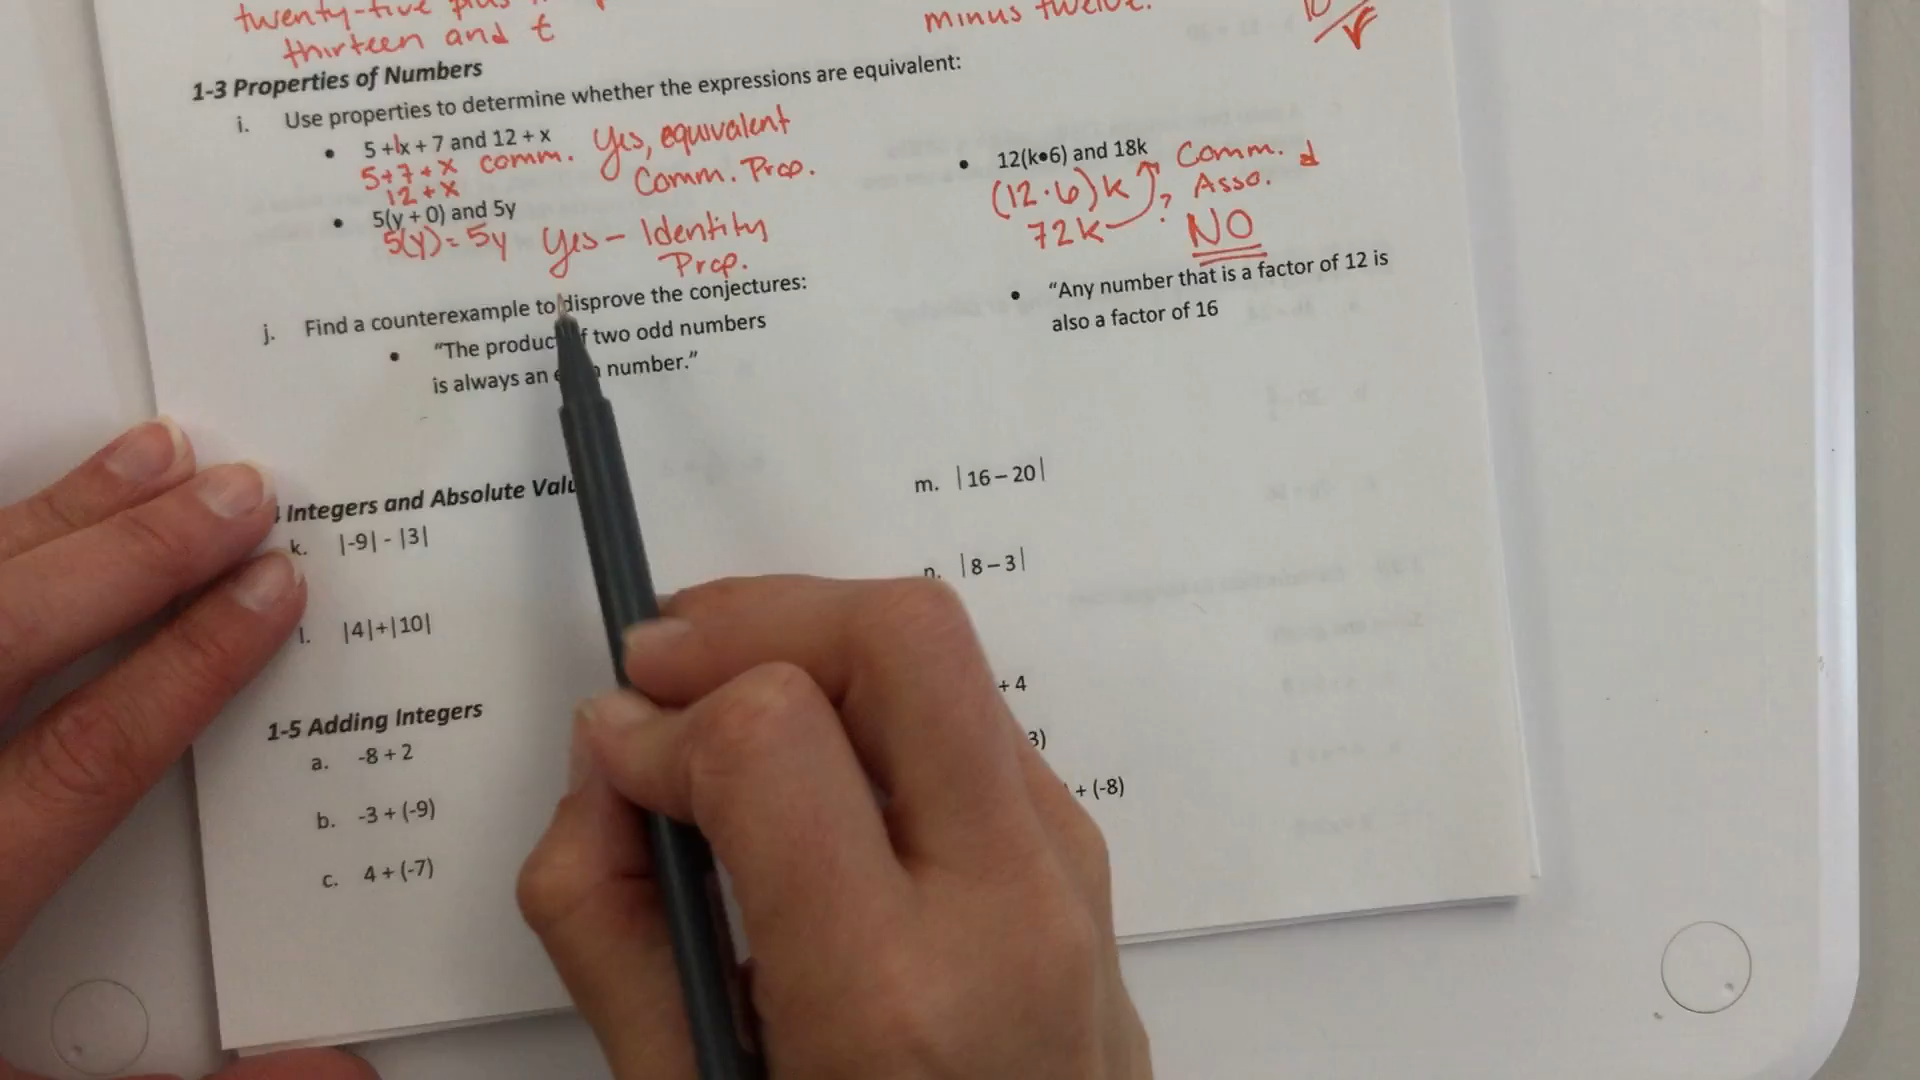 twenty-five plus
thirteen and t
minus twelve.
10
1-3 Properties of Numbers
i. Use properties to determine whether the expressions are equivalent:
• 5 + x + 7 and 12 + x
5+7+x comm. Yes, equivalent
12+x Comm. Prop.
• 5(y + 0) and 5y
5(y)=5y Yes – Identity
Prop.
• 12(k•6) and 18k Comm. &
(12·6)k Asso.
72k ? NO
j. Find a counterexample to disprove the conjectures:
• "The product of two odd numbers
is always an number."
• "Any number that is a factor of 12 is
also a factor of 16
Integers and Absolute Valu
k. |-9| - |3|
l. |4|+|10|
m. |16 – 20|
n. |8 – 3|
1-5 Adding Integers
a. -8 + 2
b. -3 + (-9)
c. 4 + (-7)
+ 4
3)
+ (-8)